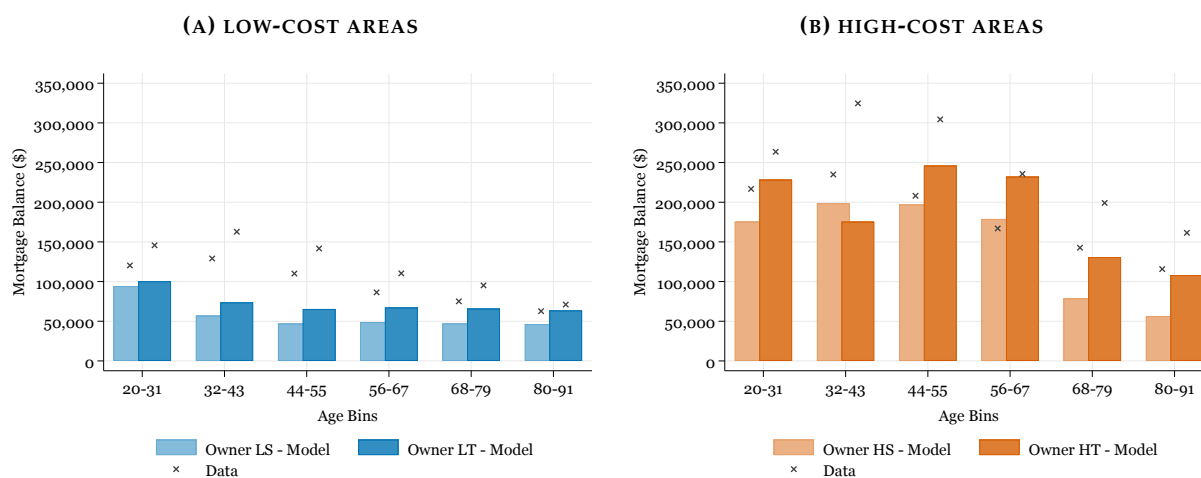 (A) LOW-COST AREAS
350,000
300,000
250,000
200,000
150,000
100,000
50,000
0
Mortgage Balance ($)
20-31 32-43 44-55 56-67 68-79 80-91
Age Bins
Owner LS - Model Owner LT - Model
Data
(B) HIGH-COST AREAS
350,000
300,000
250,000
200,000
150,000
100,000
50,000
0
Mortgage Balance ($)
20-31 32-43 44-55 56-67 68-79 80-91
Age Bins
Owner HS - Model Owner HT - Model
Data